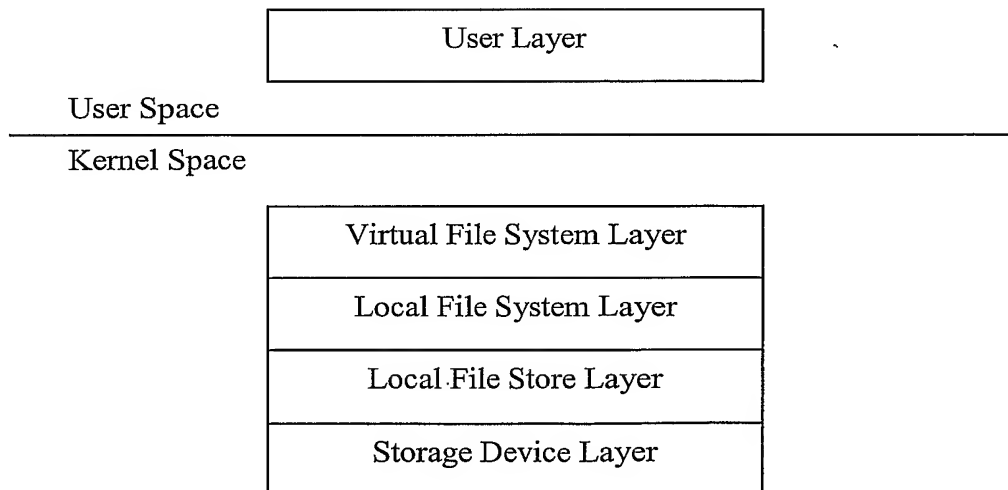 User Layer
User Space
Kernel Space
Virtual File System Layer
Local File System Layer
Local File Store Layer
Storage Device Layer